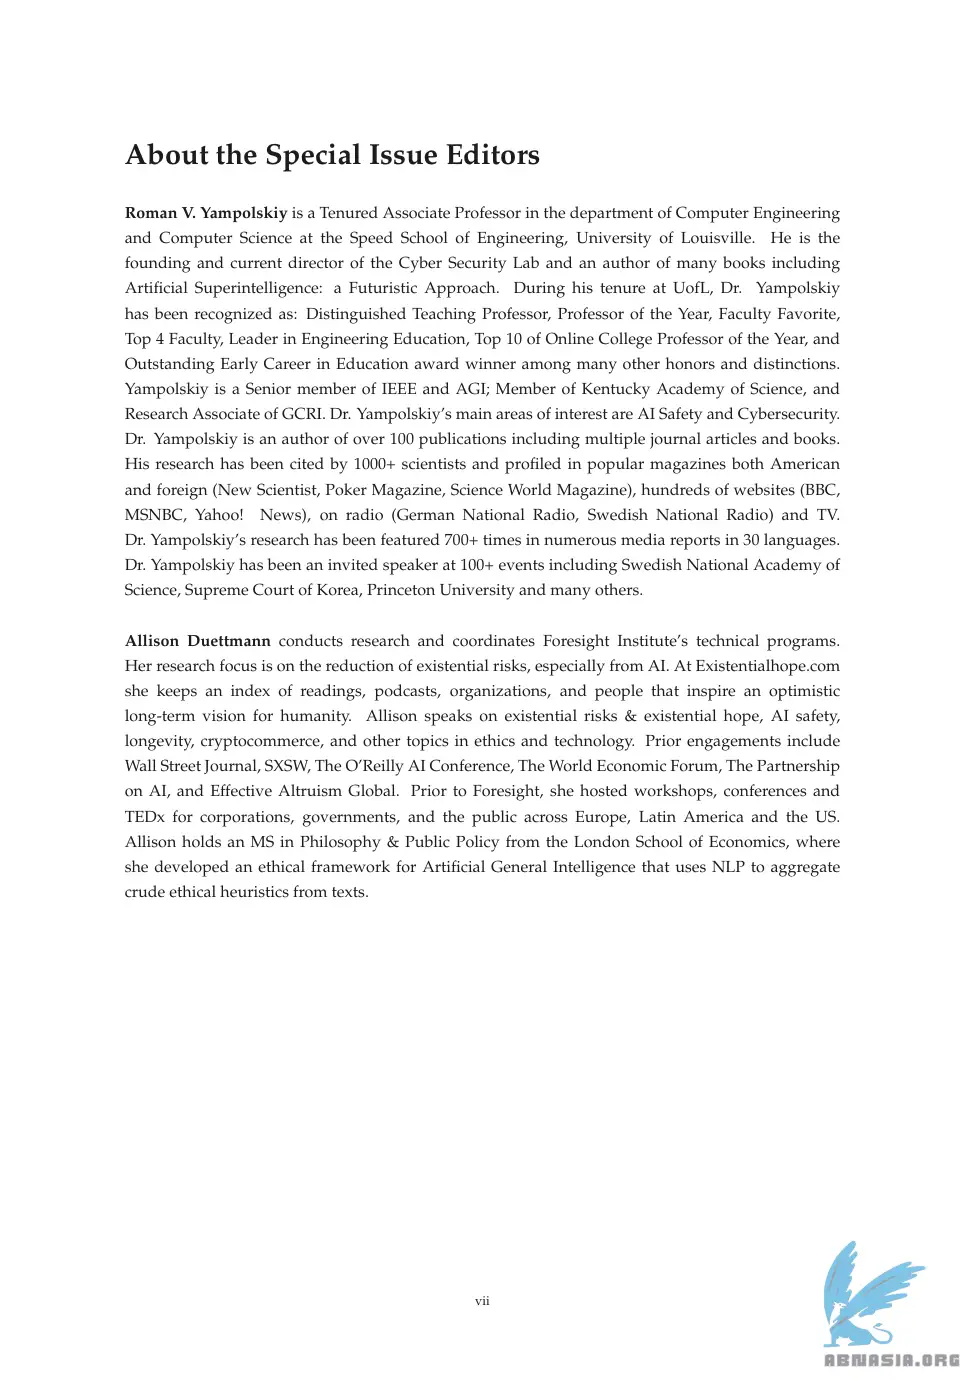 About the Special Issue Editors
Roman V. Yampolskiy is a Tenured Associate Professor in the department of Computer Engineering
and Computer Science at the Speed School of Engineering, University of Louisville. He is the
founding and current director of the Cyber Security Lab and an author of many books including
Artificial Superintelligence: a Futuristic Approach. During his tenure at UofL, Dr. Yampolskiy
has been recognized as: Distinguished Teaching Professor, Professor of the Year, Faculty Favorite,
Top 4 Faculty, Leader in Engineering Education, Top 10 of Online College Professor of the Year, and
Outstanding Early Career in Education award winner among many other honors and distinctions.
Yampolskiy is a Senior member of IEEE and AGI; Member of Kentucky Academy of Science, and
Research Associate of GCRI. Dr. Yampolskiy's main areas of interest are AI Safety and Cybersecurity.
Dr. Yampolskiy is an author of over 100 publications including multiple journal articles and books.
His research has been cited by 1000+ scientists and profiled in popular magazines both American
and foreign (New Scientist, Poker Magazine, Science World Magazine), hundreds of websites (BBC,
MSNBC, Yahoo! News), on radio (German National Radio, Swedish National Radio) and TV.
Dr. Yampolskiy's research has been featured 700+ times in numerous media reports in 30 languages.
Dr. Yampolskiy has been an invited speaker at 100+ events including Swedish National Academy of
Science, Supreme Court of Korea, Princeton University and many others.
Allison Duettmann conducts research and coordinates Foresight Institute's technical programs.
Her research focus is on the reduction of existential risks, especially from AI. At Existentialhope.com
she keeps an index of readings, podcasts, organizations, and people that inspire an optimistic
long-term vision for humanity. Allison speaks on existential risks & existential hope, AI safety,
longevity, cryptocommerce, and other topics in ethics and technology. Prior engagements include
Wall Street Journal, SXSW, The O'Reilly AI Conference, The World Economic Forum, The Partnership
on AI, and Effective Altruism Global. Prior to Foresight, she hosted workshops, conferences and
TEDx for corporations, governments, and the public across Europe, Latin America and the US.
Allison holds an MS in Philosophy & Public Policy from the London School of Economics, where
she developed an ethical framework for Artificial General Intelligence that uses NLP to aggregate
crude ethical heuristics from texts.
vii
ABNASIA.ORG